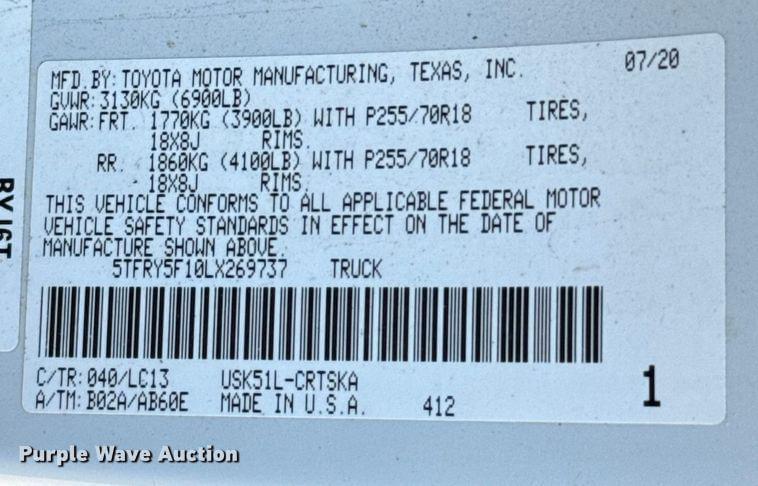 MFD. BY: TOYOTA MOTOR MANUFACTURING, TEXAS, INC. 07/20
GVWR: 3130KG (6900LB)
GAWR: FRT. 1770KG (3900LB) WITH P255/70R18 TIRES,
18X8J RIMS.
RR. 1860KG (4100LB) WITH P255/70R18 TIRES,
18X8J RIMS.
THIS VEHICLE CONFORMS TO ALL APPLICABLE FEDERAL MOTOR
VEHICLE SAFETY STANDARDS IN EFFECT ON THE DATE OF
MANUFACTURE SHOWN ABOVE.
5TFRY5F10LX269737 TRUCK
C/TR: 040/LC13 USK51L-CRTSKA
A/TM: B02A/AB60E MADE IN U.S.A. 412 1
Purple Wave Auction